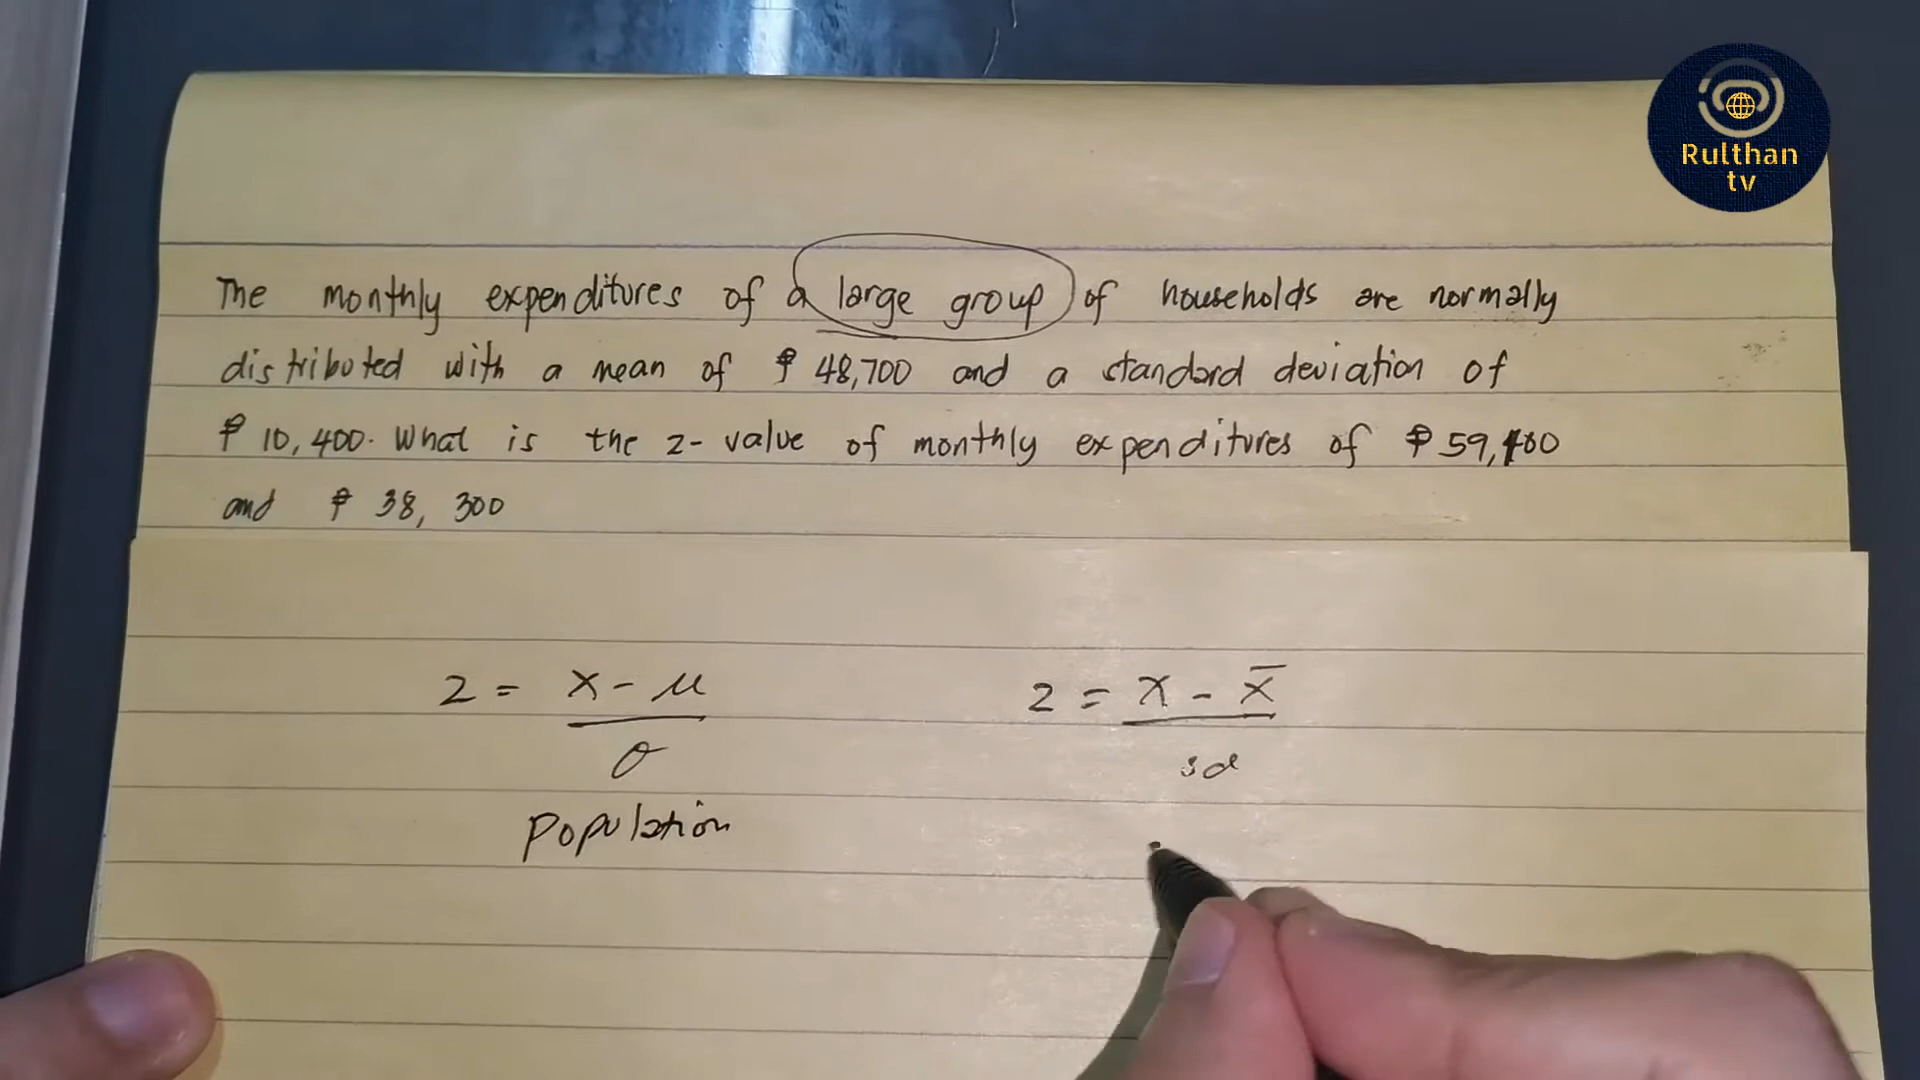 Rulthan
tv
The monthly expenditures of a large group of households are normally
distributed with a mean of ₱ 48,700 and a standard deviation of
₱ 10,400. What is the z-value of monthly expenditures of ₱ 59,100
and ₱ 38,300
z = x - μ
σ
population
z = x - x̄
sd